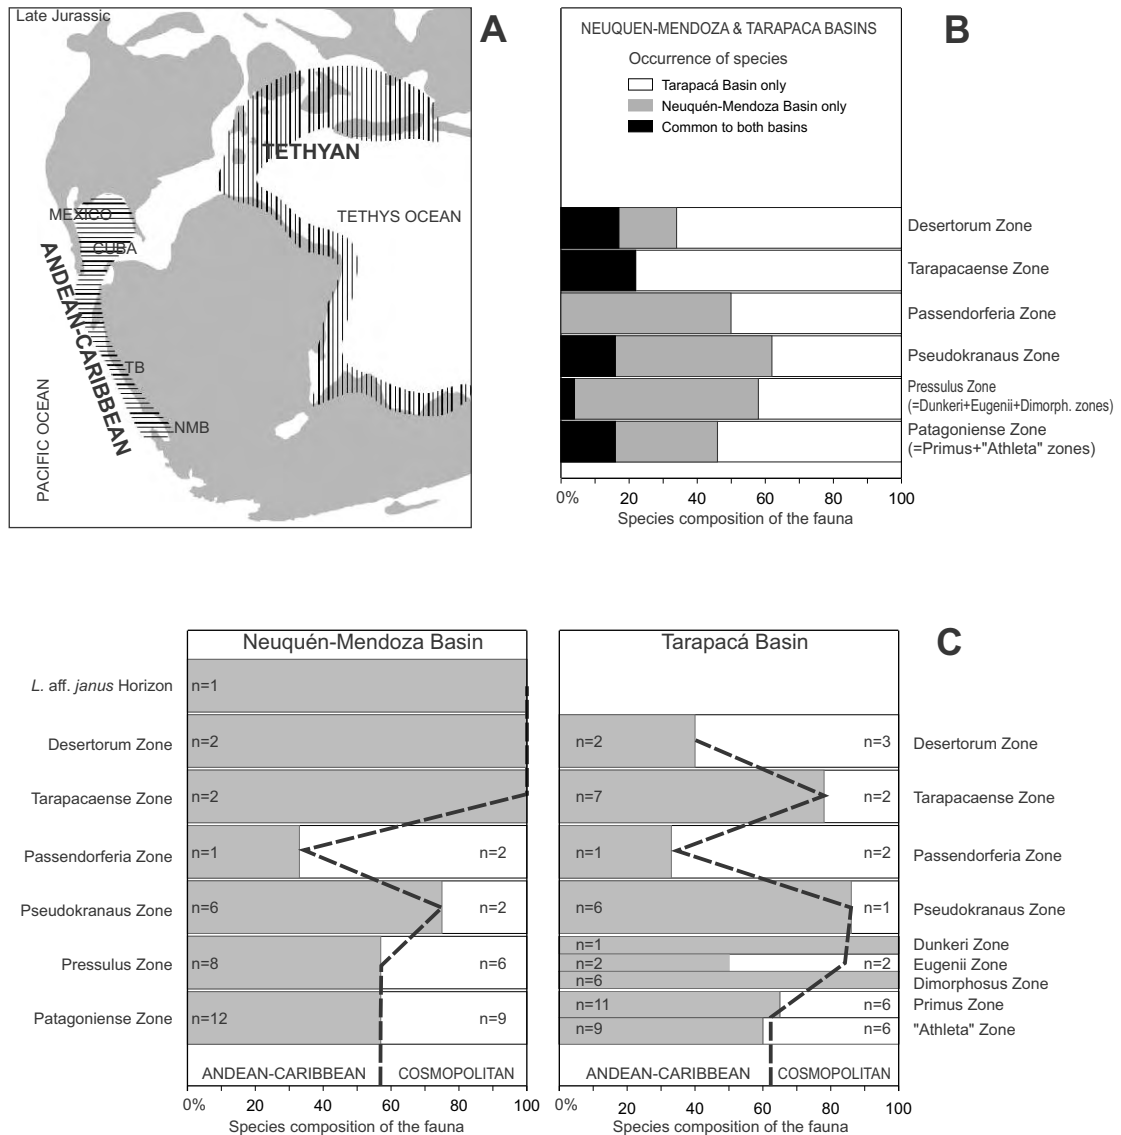 Late Jurassic
A
TETHYAN
TETHYS OCEAN
MEXICO
CUBA
ANDEAN-CARIBBEAN
TB
NMB
PACIFIC OCEAN
B
NEUQUEN-MENDOZA & TARAPACA BASINS
Occurrence of species
Tarapacá Basin only
Neuquén-Mendoza Basin only
Common to both basins
Desertorum Zone
Tarapacaense Zone
Passendorferia Zone
Pseudokranaus Zone
Pressulus Zone
(=Dunkeri+Eugenii+Dimorph. zones)
Patagoniense Zone
(=Primus+"Athleta" zones)
0% 20 40 60 80 100
Species composition of the fauna
C
Neuquén-Mendoza Basin
L. aff. janus Horizon n=1
Desertorum Zone n=2
Tarapacaense Zone n=2
Passendorferia Zone n=1 n=2
Pseudokranaus Zone n=6 n=2
Pressulus Zone n=8 n=6
Patagoniense Zone n=12 n=9
ANDEAN-CARIBBEAN COSMOPOLITAN
0% 20 40 60 80 100
Species composition of the fauna
Tarapacá Basin
n=2 n=3 Desertorum Zone
n=7 n=2 Tarapacaense Zone
n=1 n=2 Passendorferia Zone
n=6 n=1 Pseudokranaus Zone
n=1 Dunkeri Zone
n=2 n=2 Eugenii Zone
n=6 Dimorphosus Zone
n=11 n=6 Primus Zone
n=9 n=6 "Athleta" Zone
ANDEAN-CARIBBEAN COSMOPOLITAN
0% 20 40 60 80 100
Species composition of the fauna